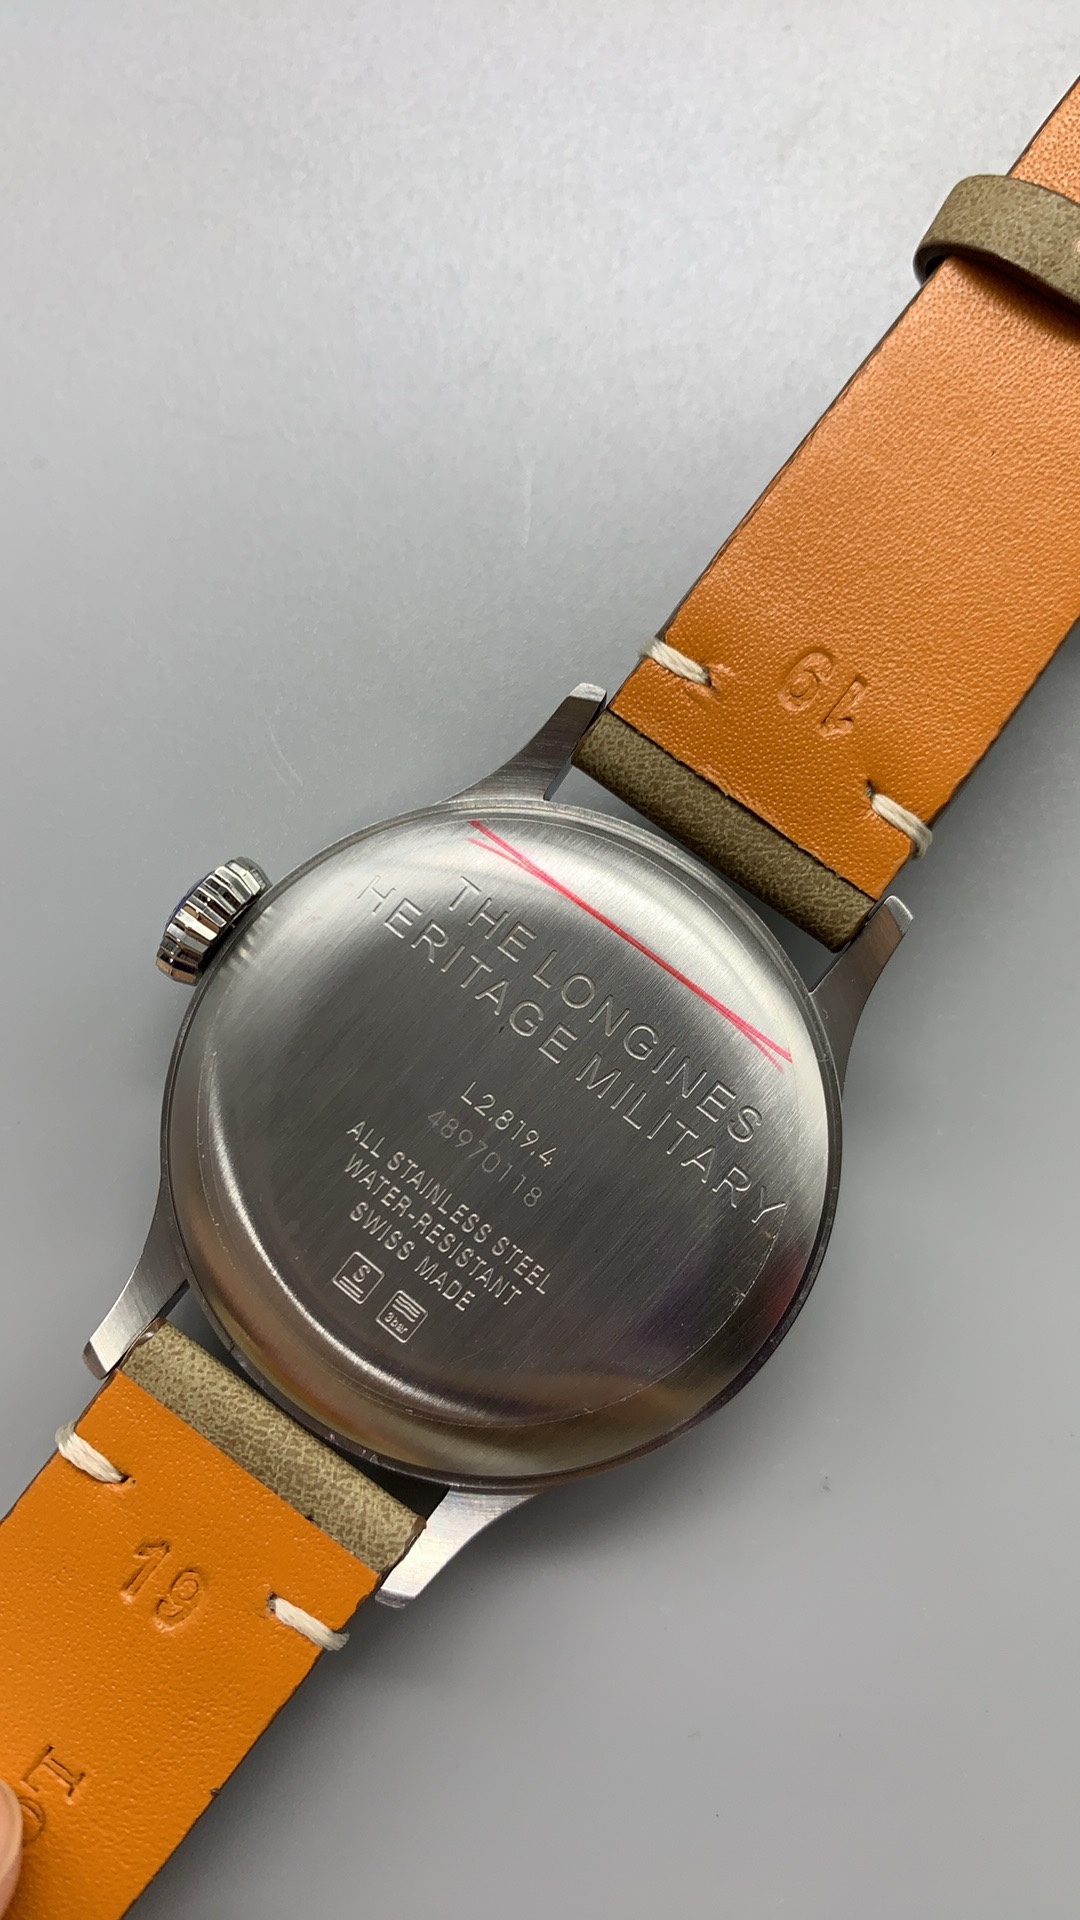 19
THE LONGINES
HERITAGE MILITARY
L2.819.4
48970118
ALL STAINLESS STEEL
WATER-RESISTANT
SWISS MADE
S
3bar
19